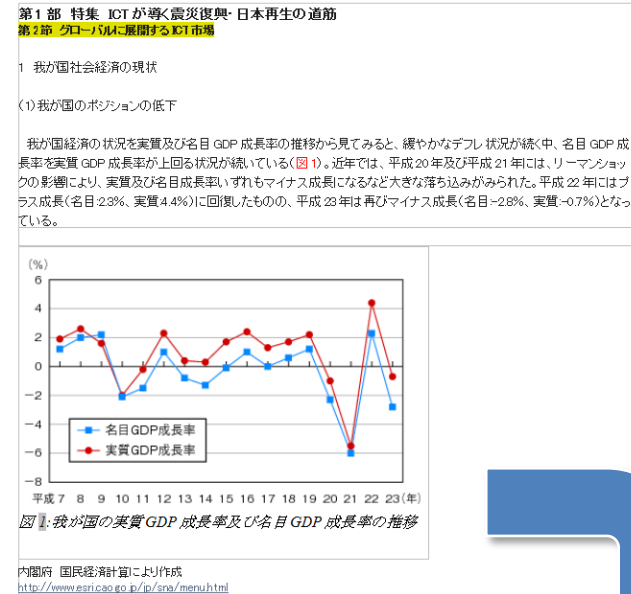 第1部 特集 ICTが導く震災復興・日本再生の道筋
第2節 グローバルに展開するICT市場
1 我が国社会経済の現状
(1)我が国のポジションの低下
我が国経済の状況を実質及び名目GDP成長率の推移から見てみると、緩やかなデフレ状況が続く中、名目GDP成
長率を実質GDP成長率が上回る状況が続いている(図1)。近年では、平成20年及び平成21年には、リーマンショッ
クの影響により、実質及び名目成長率いずれもマイナス成長になるなど大きな落ち込みがみられた。平成22年にはプ
ラス成長(名目:2.3%、実質4.4%)に回復したものの、平成23年は再びマイナス成長(名目:-2.8%、実質:-0.7%)となっ
ている。
(%)
6
4
2
0
-2
-4
-6
-8
名目GDP成長率
実質GDP成長率
平成7 8 9 10 11 12 13 14 15 16 17 18 19 20 21 22 23(年)
図1:我が国の実質GDP成長率及び名目GDP成長率の推移
内閣府 国民経済計算により作成
http://www.esri.cao.go.jp/jp/sna/menu.html